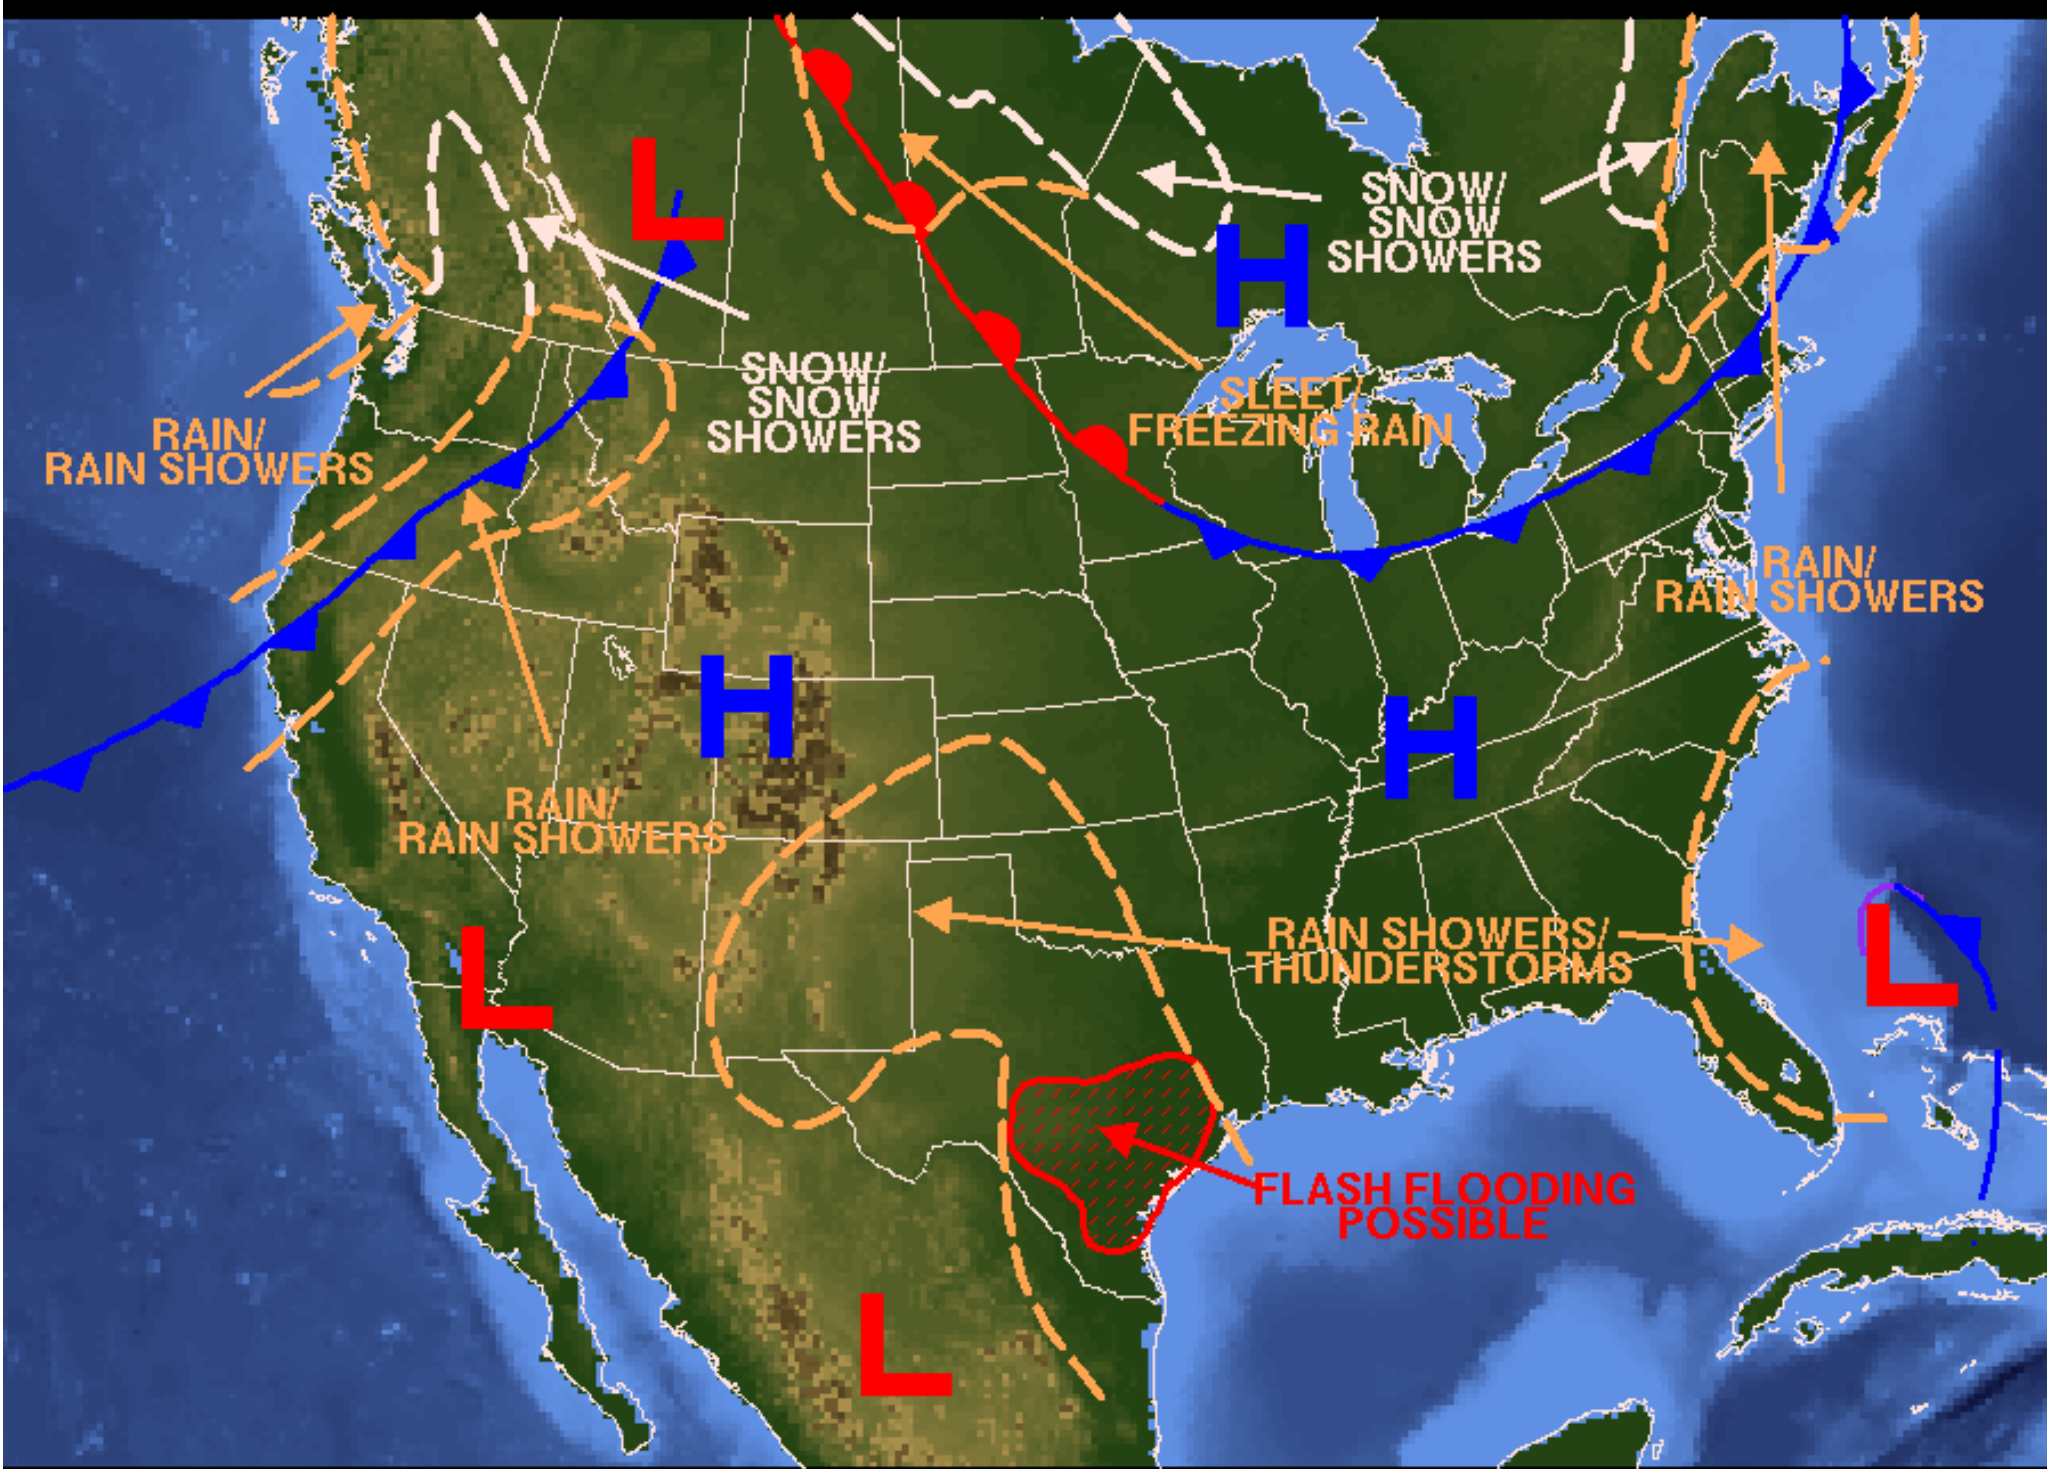 L
SNOW/
SNOW
SHOWERS
H
SNOW/
SNOW
SHOWERS
SLEET/
FREEZING RAIN
RAIN/
RAIN SHOWERS
RAIN/
RAIN SHOWERS
H
H
RAIN/
RAIN SHOWERS
L
RAIN SHOWERS/
THUNDERSTORMS
L
FLASH FLOODING
POSSIBLE
L